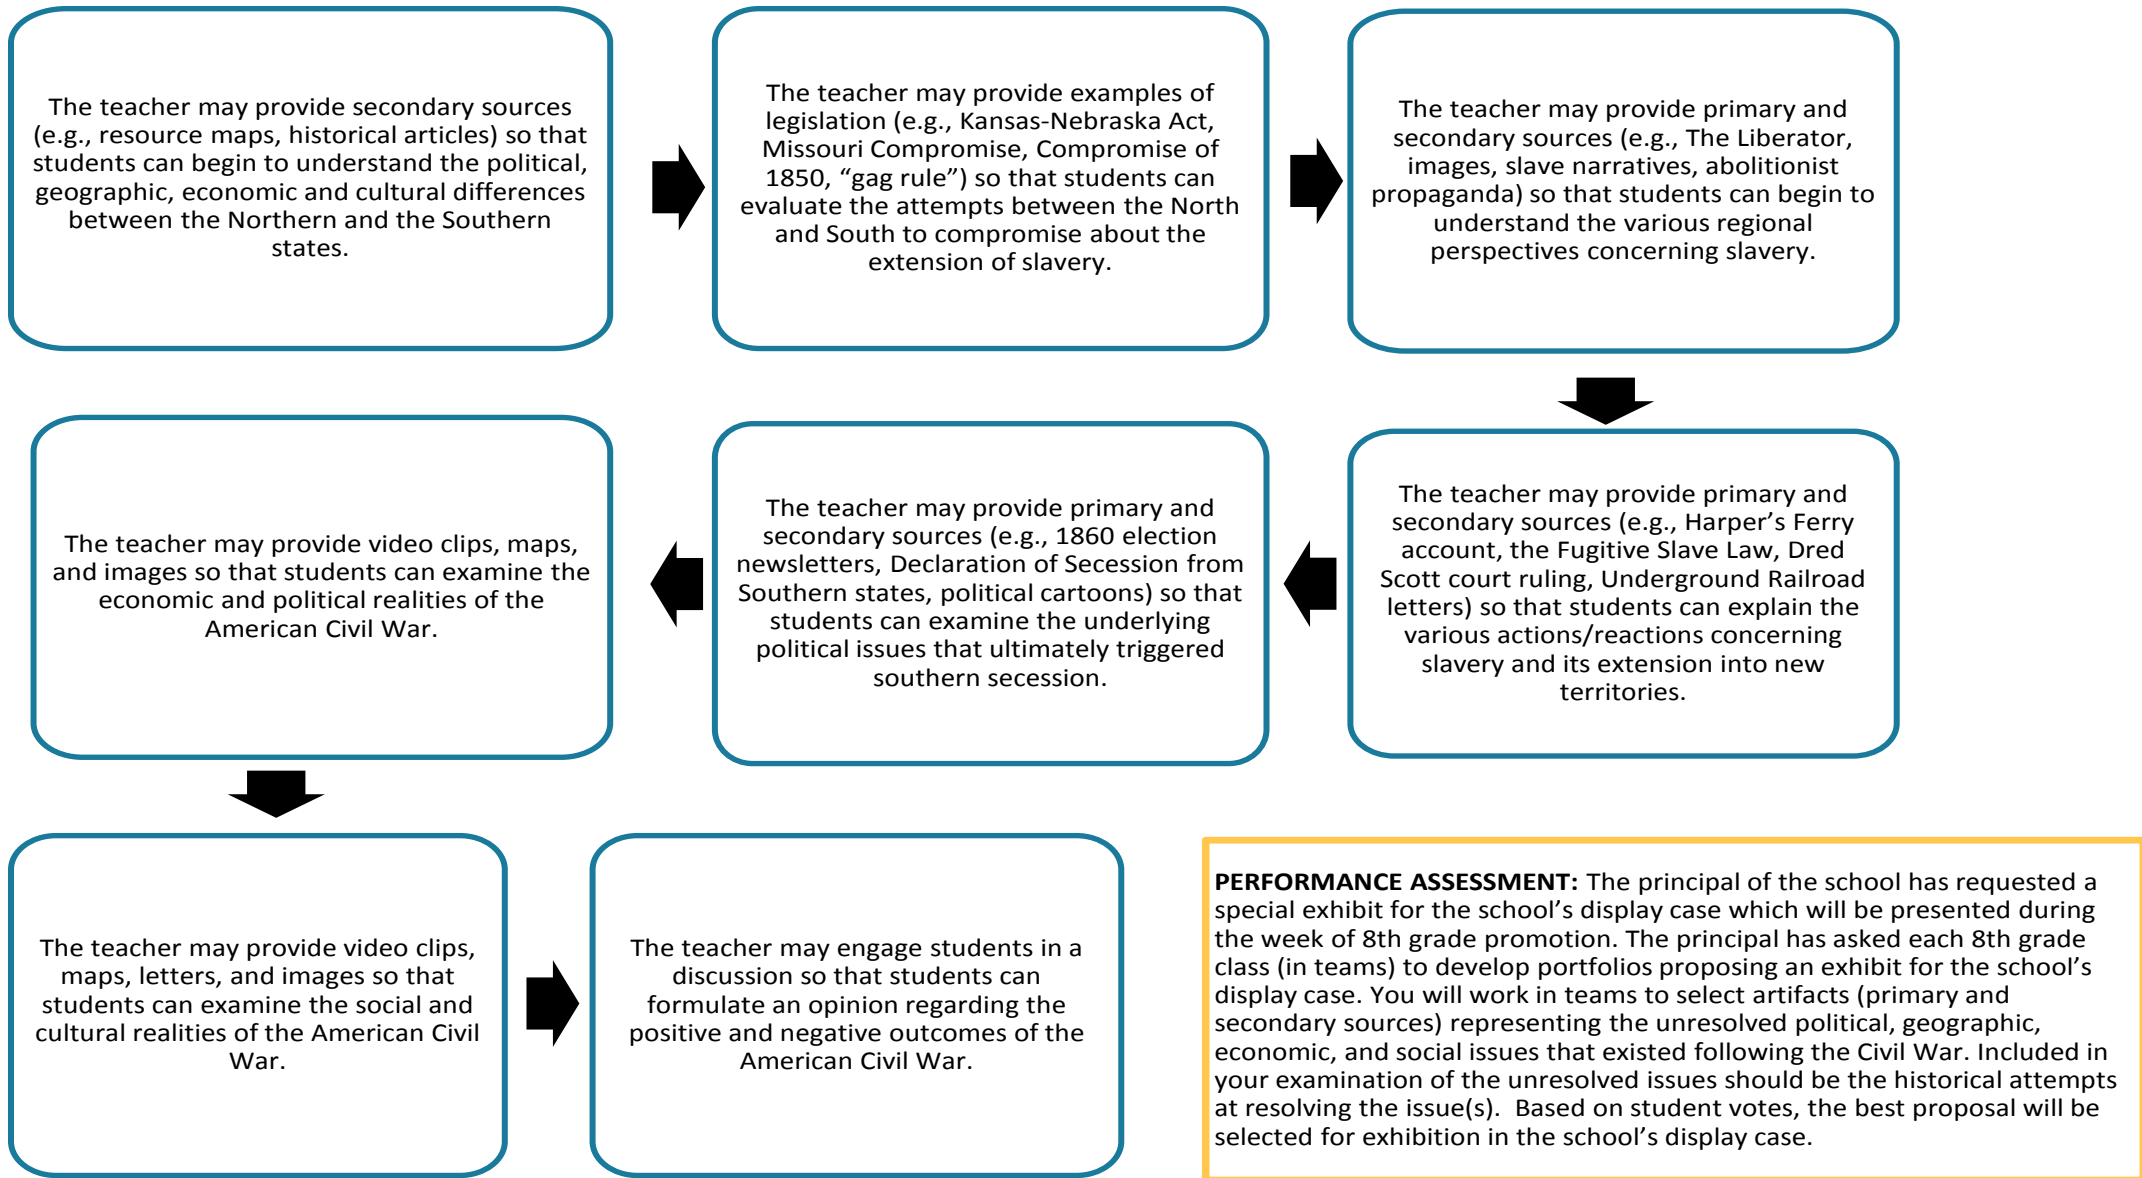 The teacher may provide secondary sources
(e.g., resource maps, historical articles) so that
students can begin to understand the political,
geographic, economic and cultural differences
between the Northern and the Southern
states.
The teacher may provide examples of
legislation (e.g., Kansas-Nebraska Act,
Missouri Compromise, Compromise of
1850, “gag rule”) so that students can
evaluate the attempts between the North
and South to compromise about the
extension of slavery.
The teacher may provide primary and
secondary sources (e.g., The Liberator,
images, slave narratives, abolitionist
propaganda) so that students can begin to
understand the various regional
perspectives concerning slavery.
The teacher may provide primary and
secondary sources (e.g., Harper’s Ferry
account, the Fugitive Slave Law, Dred
Scott court ruling, Underground Railroad
letters) so that students can explain the
various actions/reactions concerning
slavery and its extension into new
territories.
The teacher may provide primary and
secondary sources (e.g., 1860 election
newsletters, Declaration of Secession from
Southern states, political cartoons) so that
students can examine the underlying
political issues that ultimately triggered
southern secession.
The teacher may provide video clips, maps,
and images so that students can examine the
economic and political realities of the
American Civil War.
The teacher may provide video clips,
maps, letters, and images so that
students can examine the social and
cultural realities of the American Civil
War.
The teacher may engage students in a
discussion so that students can
formulate an opinion regarding the
positive and negative outcomes of the
American Civil War.
PERFORMANCE ASSESSMENT: The principal of the school has requested a
special exhibit for the school’s display case which will be presented during
the week of 8th grade promotion. The principal has asked each 8th grade
class (in teams) to develop portfolios proposing an exhibit for the school’s
display case. You will work in teams to select artifacts (primary and
secondary sources) representing the unresolved political, geographic,
economic, and social issues that existed following the Civil War. Included in
your examination of the unresolved issues should be the historical attempts
at resolving the issue(s).  Based on student votes, the best proposal will be
selected for exhibition in the school’s display case.